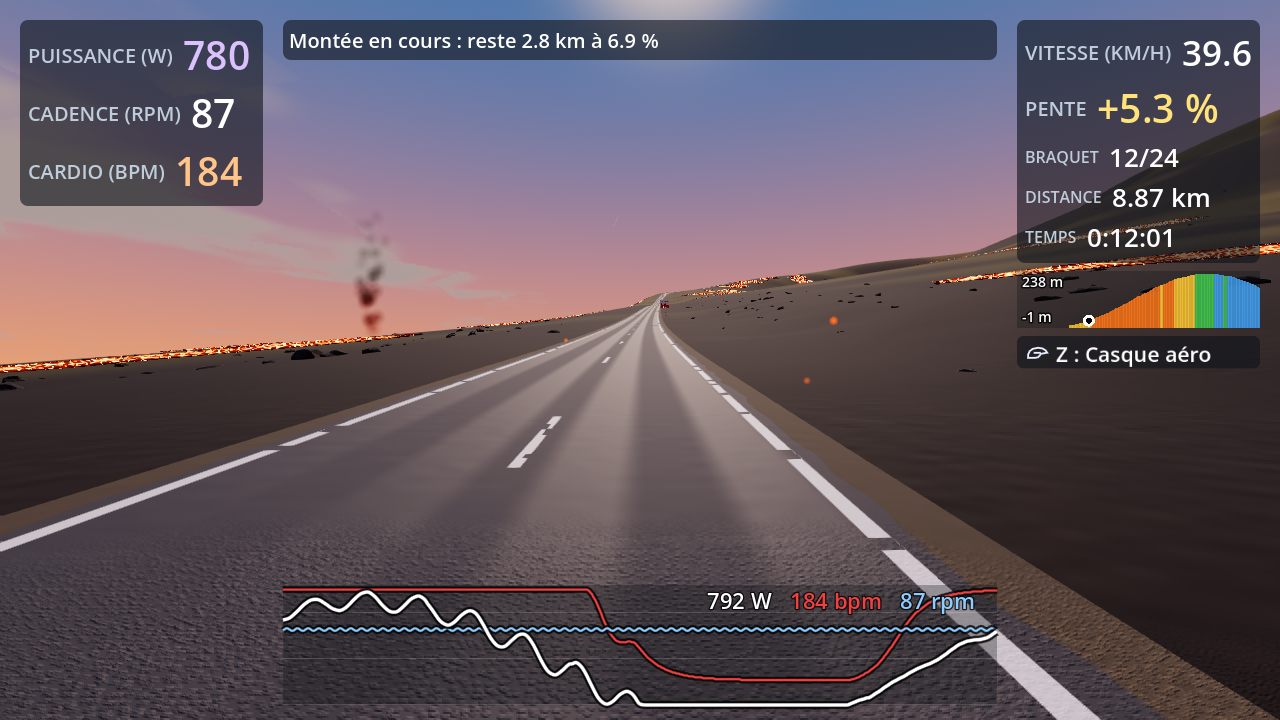 PUISSANCE (W) 780
CADENCE (RPM) 87
CARDIO (BPM) 184
Montée en cours : reste 2.8 km à 6.9 %
VITESSE (KM/H) 39.6
PENTE +5.3 %
BRAQUET 12/24
DISTANCE 8.87 km
TEMPS 0:12:01
238 m
-1 m
Z : Casque aéro
792 W 184 bpm 87 rpm